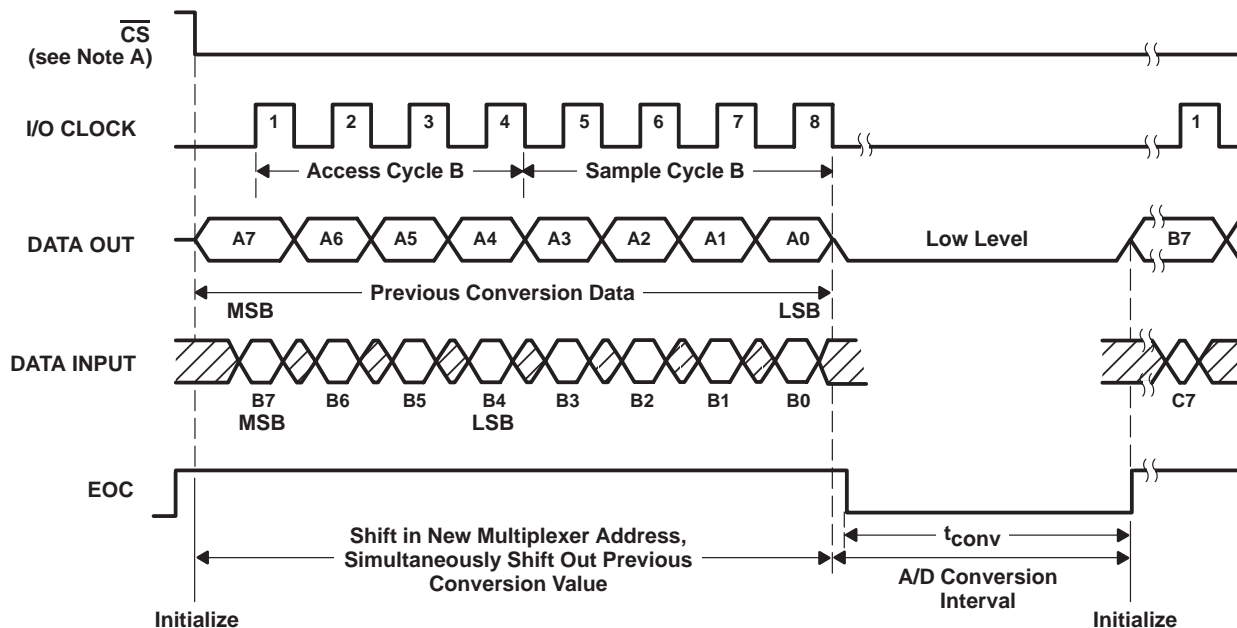 CS
(see Note A)
I/O CLOCK
1 2 3 4 5 6 7 8 1
Access Cycle B Sample Cycle B
DATA OUT
A7 A6 A5 A4 A3 A2 A1 A0 Low Level B7
Previous Conversion Data
MSB LSB
DATA INPUT
B7 B6 B5 B4 B3 B2 B1 B0 C7
MSB LSB
EOC
Shift in New Multiplexer Address,
Simultaneously Shift Out Previous
Conversion Value
tconv
A/D Conversion
Interval
Initialize Initialize